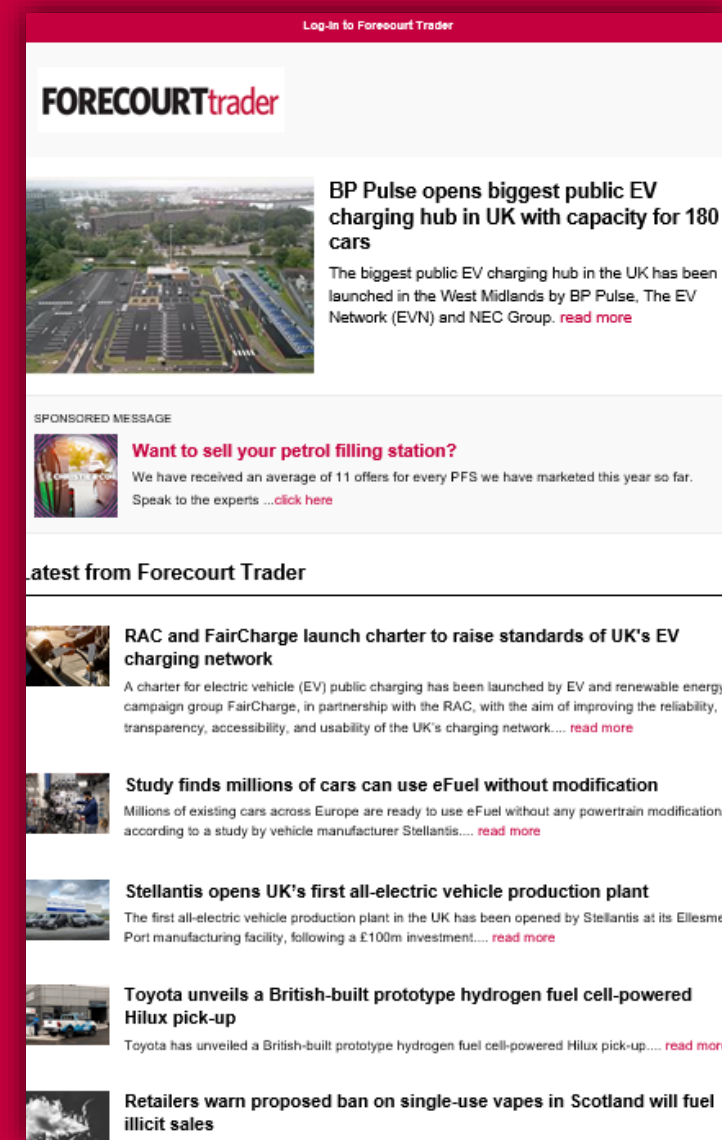 Log-in to Forecourt Trader
FORECOURTtrader
BP Pulse opens biggest public EV
charging hub in UK with capacity for 180
cars
The biggest public EV charging hub in the UK has been
launched in the West Midlands by BP Pulse, The EV
Network (EVN) and NEC Group. read more
SPONSORED MESSAGE
Want to sell your petrol filling station?
We have received an average of 11 offers for every PFS we have marketed this year so far.
Speak to the experts ...click here
atest from Forecourt Trader
RAC and FairCharge launch charter to raise standards of UK's EV
charging network
A charter for electric vehicle (EV) public charging has been launched by EV and renewable energy
campaign group FairCharge, in partnership with the RAC, with the aim of improving the reliability,
transparency, accessibility, and usability of the UK's charging network.... read more
Study finds millions of cars can use eFuel without modification
Millions of existing cars across Europe are ready to use eFuel without any powertrain modification
according to a study by vehicle manufacturer Stellantis.... read more
Stellantis opens UK's first all-electric vehicle production plant
The first all-electric vehicle production plant in the UK has been opened by Stellantis at its Ellesme
Port manufacturing facility, following a £100m investment.... read more
Toyota unveils a British-built prototype hydrogen fuel cell-powered
Hilux pick-up
Toyota has unveiled a British-built prototype hydrogen fuel cell-powered Hilux pick-up.... read mor
Retailers warn proposed ban on single-use vapes in Scotland will fuel
illicit sales